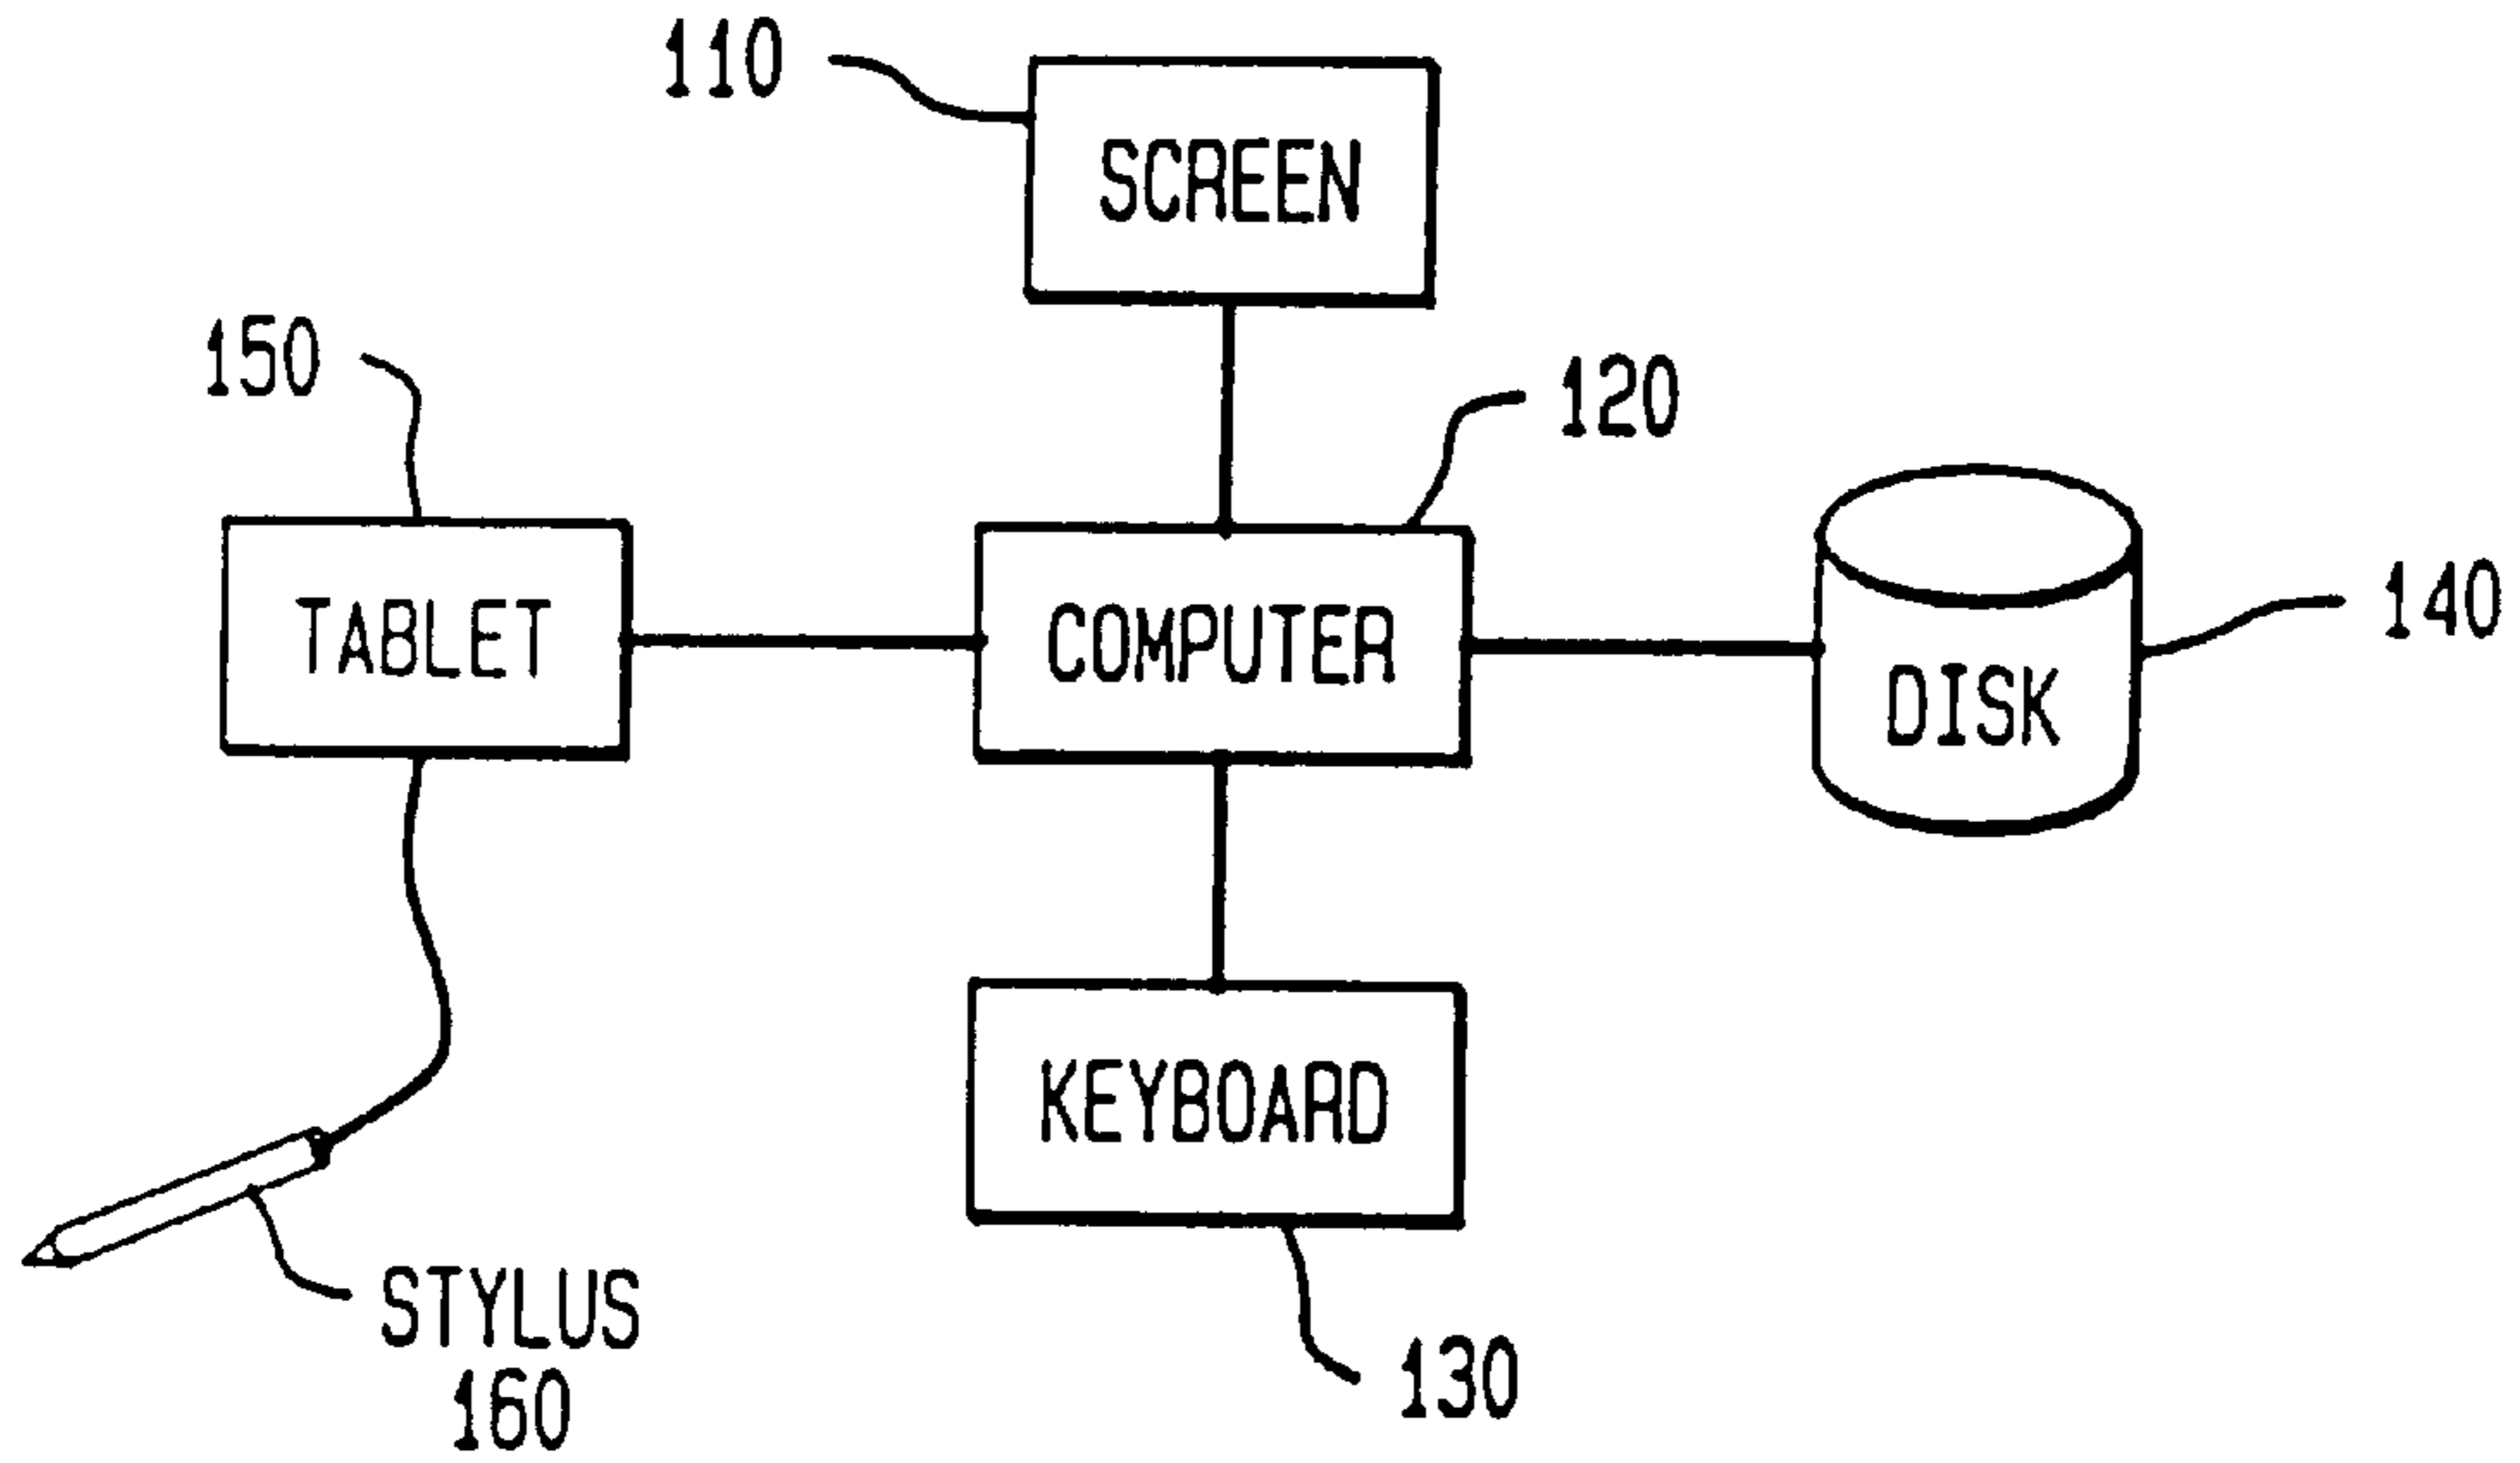 110
SCREEN
150
120
TABLET
COMPUTER
140
DISK
KEYBOARD
STYLUS
160
130